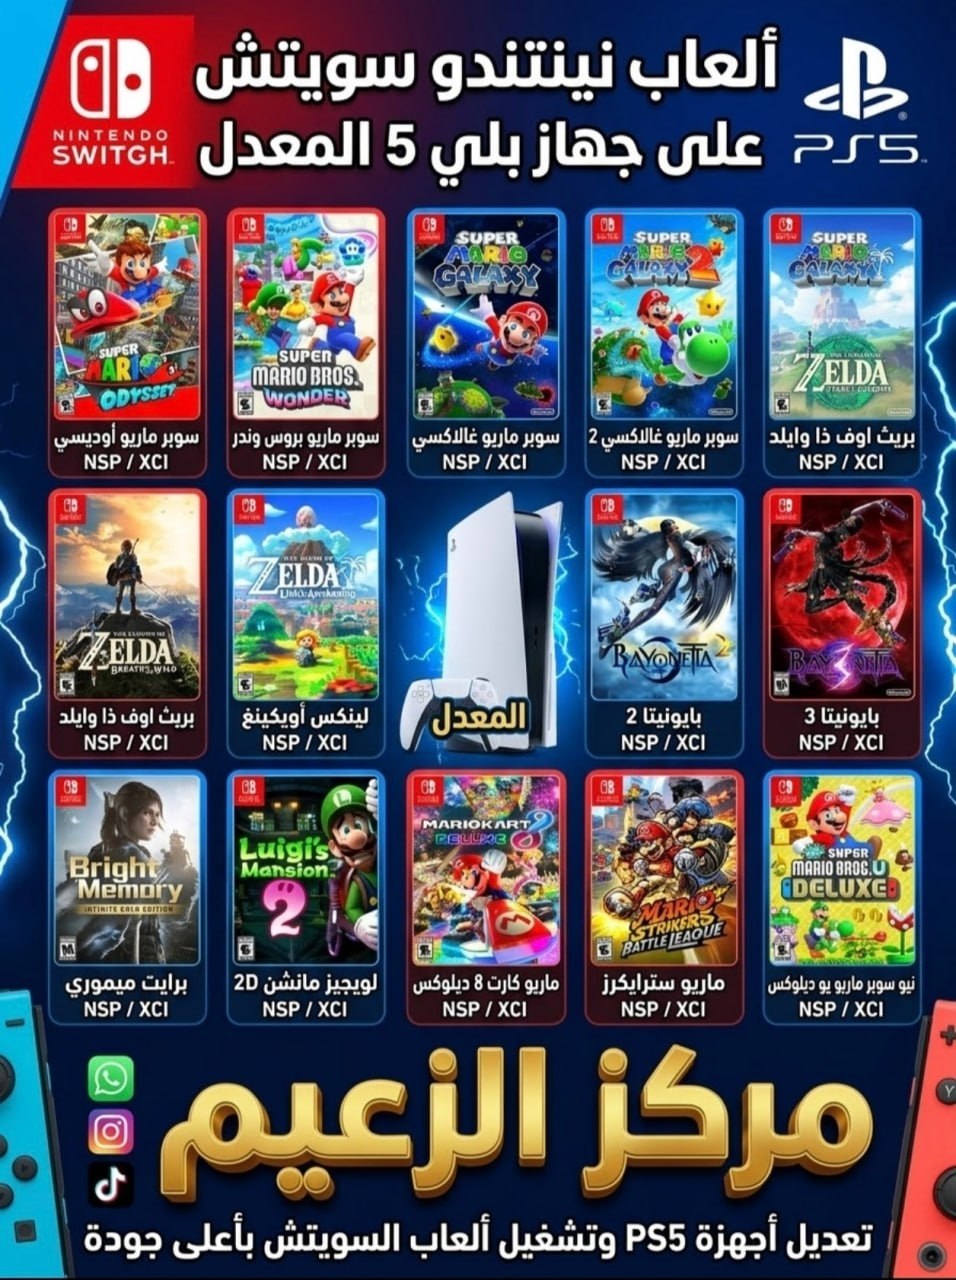 ألعاب نينتندو سويتش
على جهاز بلي 5 المعدل
NINTENDO
SWITGH
PS5
SUPER
MARIO
ODYSSEY
سوبر ماريو أوديسي
NSP / XCI
SUPER
MARIO BROS.
WONDER
سوبر ماريو بروس وندر
NSP / XCI
SUPER
MARIO
GALAXY
سوبر ماريو غالاكسي
NSP / XCI
SUPER
GALAXY 2
سوبر ماريو غالاكسي 2
NSP / XCI
SUPER
MARIO
GALAXY
ZELDA
بريث اوف ذا وايلد
NSP / XCI
ZELDA
BREATHS, WILD
بريث اوف ذا وايلد
NSP / XCI
ZELDA
لينكس أويكينغ
NSP / XCI
المعدل
BAYONETTA 2
بايونيتا 2
NSP / XCI
3
بايونيتا 3
NSP / XCI
Bright
Memory
برايت ميموري
NSP / XCI
Luigi's
Mansion
2
لويجيز مانشن 2D
NSP / XCI
MARIOKART 8
DELUXE
ماريو كارت 8 ديلوكس
NSP / XCI
MARIO
STRIKERS
BATTLE LEAGUE
ماريو سترايكرز
NSP / XCI
SNPGR
MARIO BROS.U
DELUXE
نيو سوبر ماريو يو ديلوكس
NSP / XCI
مركز الزعيم
تعديل أجهزة PS5 وتشغيل ألعاب السويتش بأعلى جودة